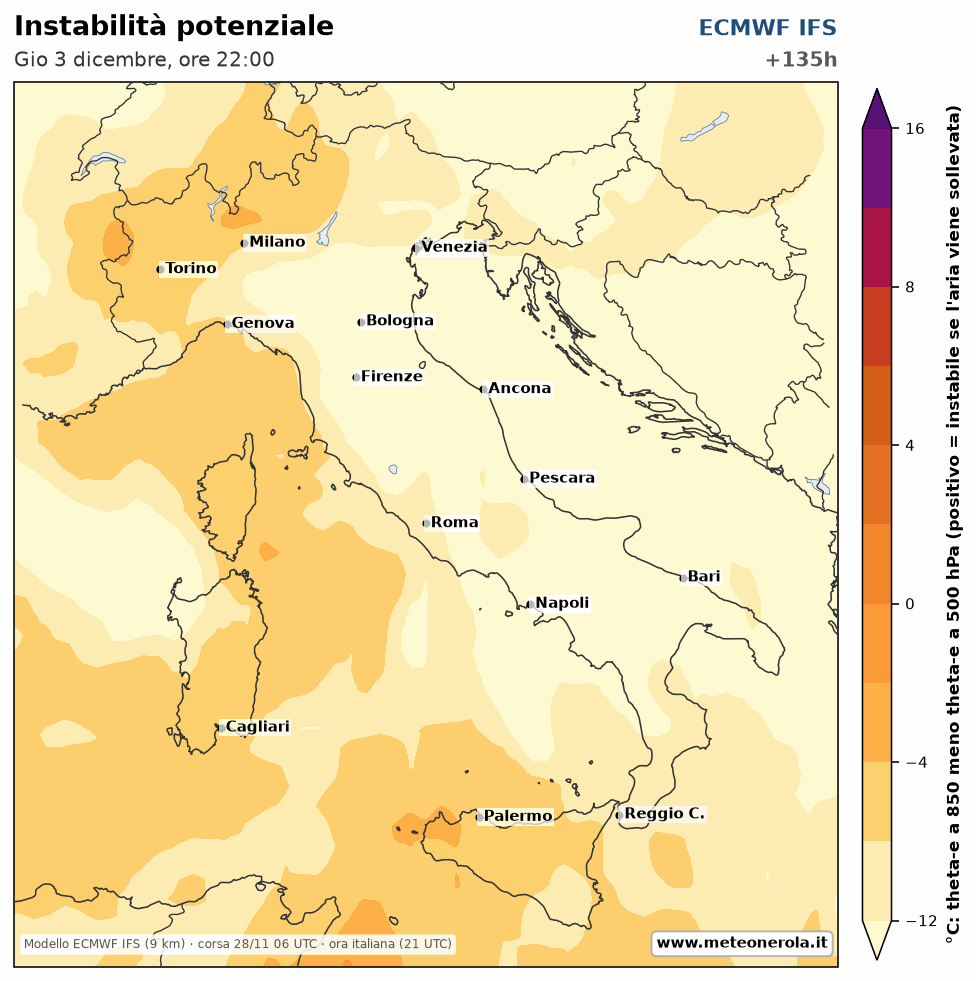 Instabilità potenziale
ECMWF IFS
Gio 3 dicembre, ore 22:00
+135h
16
8
4
0
−4
−12
°C: theta-e a 850 meno theta-e a 500 hPa (positivo = instabile se l'aria viene sollevata)
Milano
Venezia
Torino
Genova
Bologna
Firenze
Ancona
Pescara
Roma
Bari
Napoli
Cagliari
Palermo
Reggio C.
Modello ECMWF IFS (9 km) · corsa 28/11 06 UTC · ora italiana (21 UTC)
www.meteonerola.it